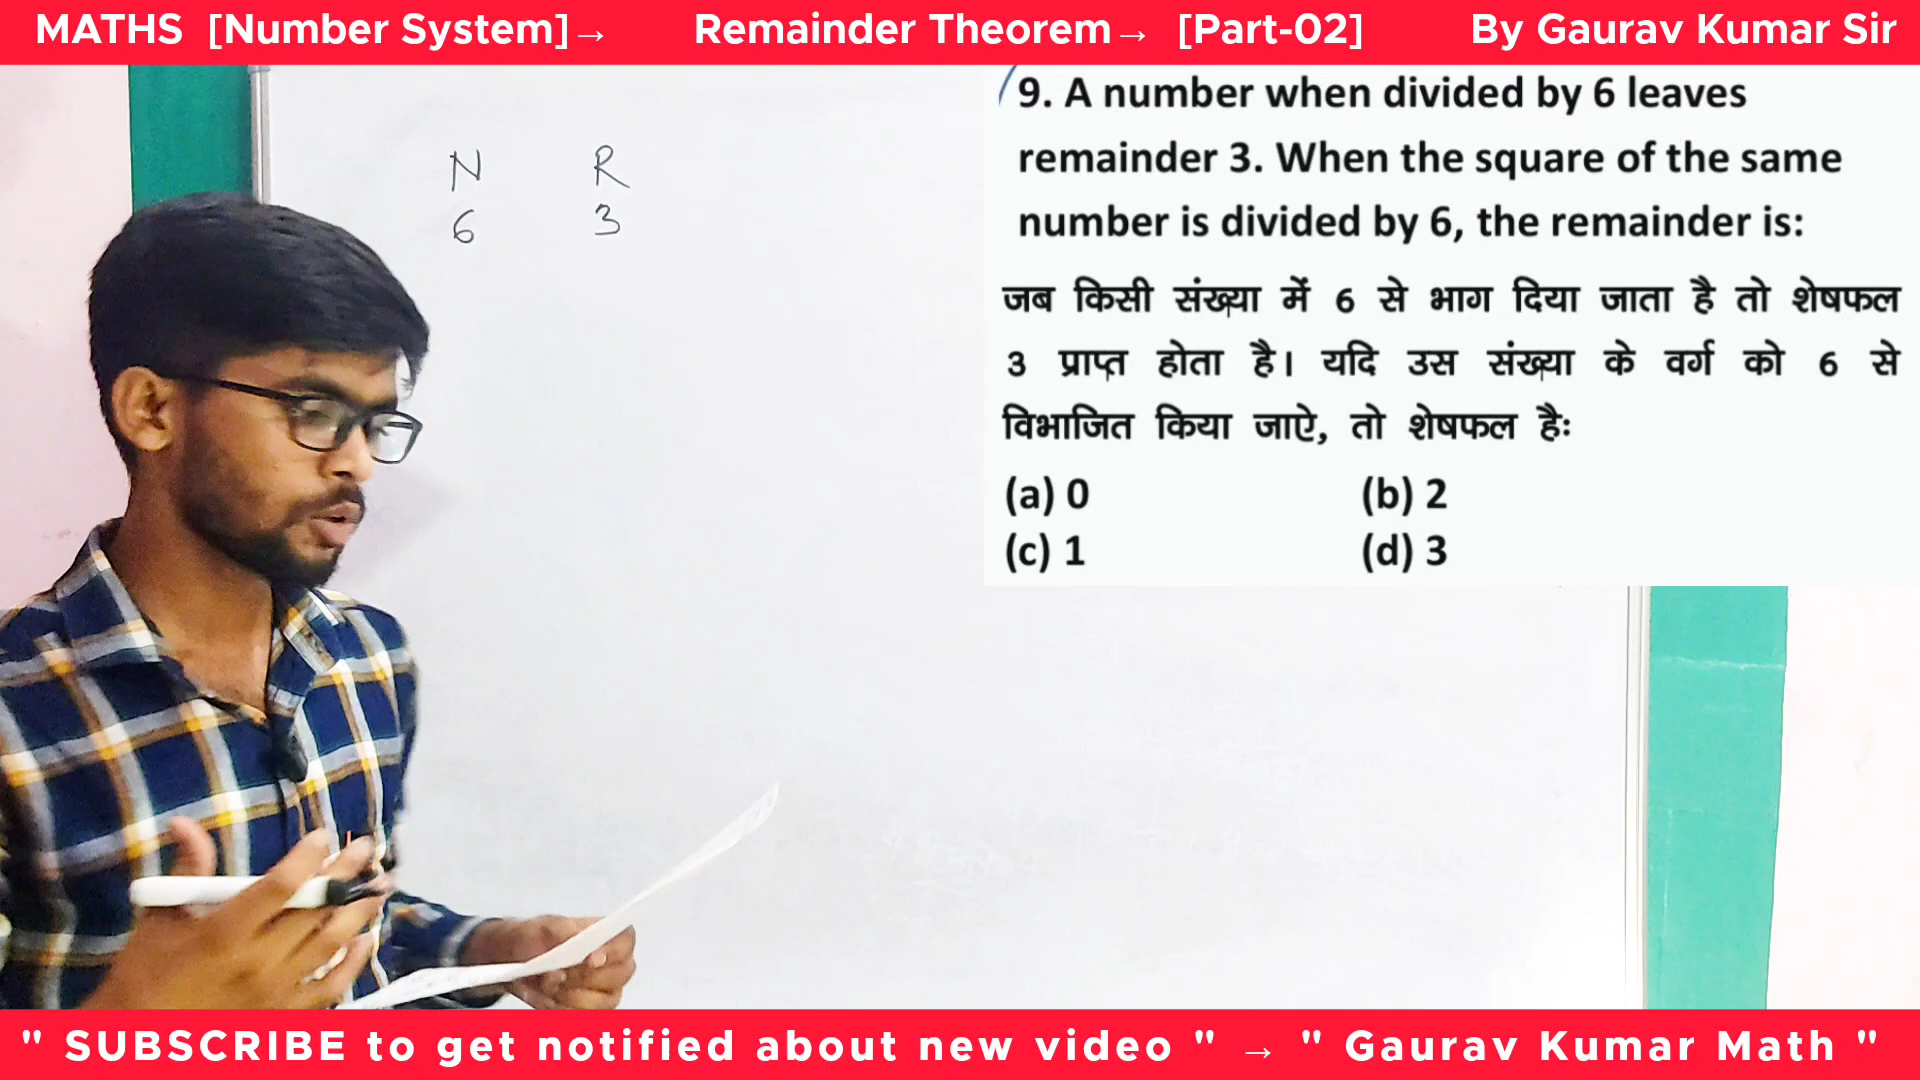 MATHS [Number System]→ Remainder Theorem→ [Part-02] By Gaurav Kumar Sir
N R
6 3
9. A number when divided by 6 leaves
remainder 3. When the square of the same
number is divided by 6, the remainder is:
जब किसी संख्या में 6 से भाग दिया जाता है तो शेषफल
3 प्राप्त होता है। यदि उस संख्या के वर्ग को 6 से
विभाजित किया जाऐ, तो शेषफल हैः
(a) 0 (b) 2
(c) 1 (d) 3
" SUBSCRIBE to get notified about new video " → " Gaurav Kumar Math "